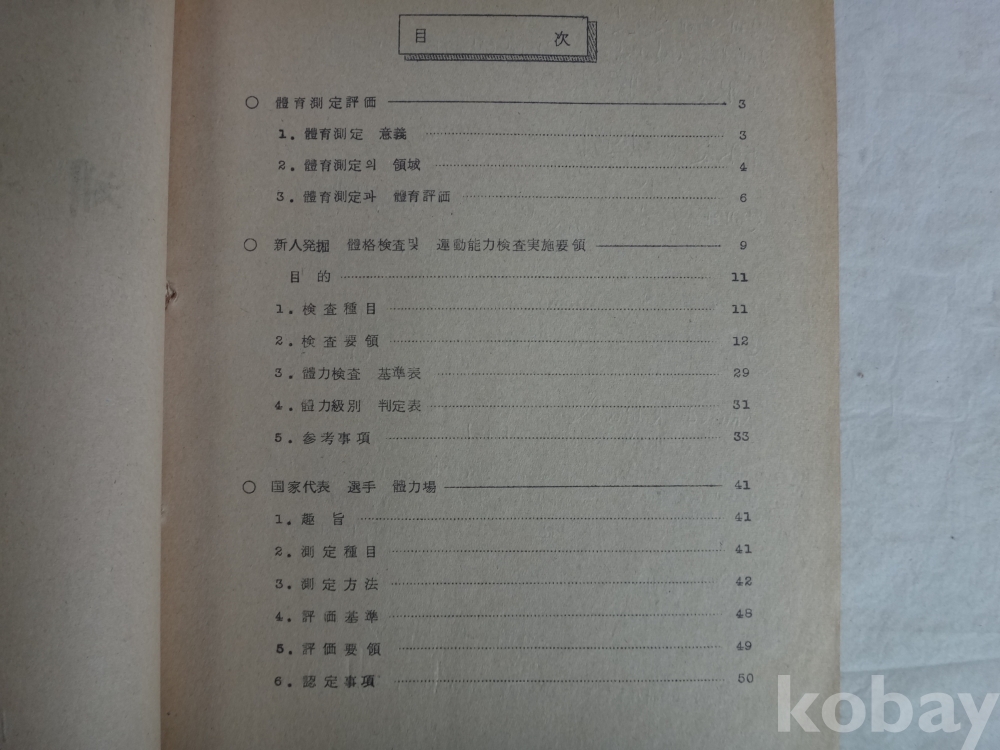 目 次
○ 體育測定評価 3
1. 體育測定 意義 3
2. 體育測定의 領域 4
3. 體育測定과 體育評価 6
○ 新人発掘 體格検査 및 運動能力検査実施要領 9
目 的 11
1. 検査種目 11
2. 検査要領 12
3. 體力検査 基準表 29
4. 體力級別 判定表 31
5. 参考事項 33
○ 国家代表 選手 體力場 41
1. 趣 旨 41
2. 測定種目 41
3. 測定方法 42
4. 評価基準 48
5. 評価要領 49
6. 認定事項 50
kobay